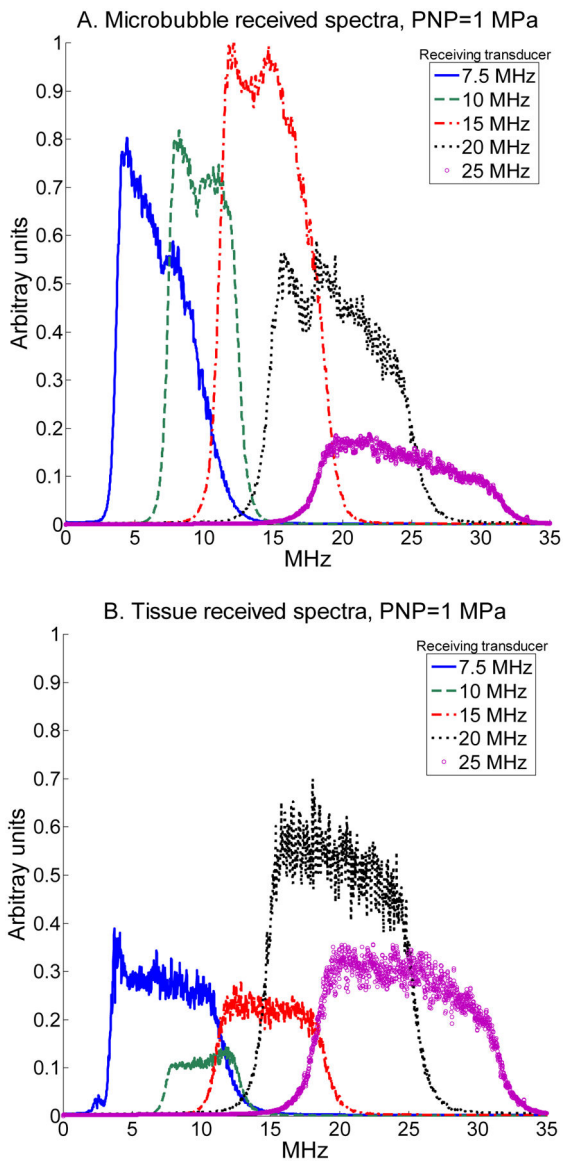 A. Microbubble received spectra, PNP=1 MPa
Receiving transducer
7.5 MHz
10 MHz
15 MHz
20 MHz
25 MHz
1
0.9
0.8
0.7
0.6
0.5
0.4
0.3
0.2
0.1
0
Arbitray units
0 5 10 15 20 25 30 35
MHz
B. Tissue received spectra, PNP=1 MPa
Receiving transducer
7.5 MHz
10 MHz
15 MHz
20 MHz
25 MHz
1
0.9
0.8
0.7
0.6
0.5
0.4
0.3
0.2
0.1
0
Arbitray units
0 5 10 15 20 25 30 35
MHz